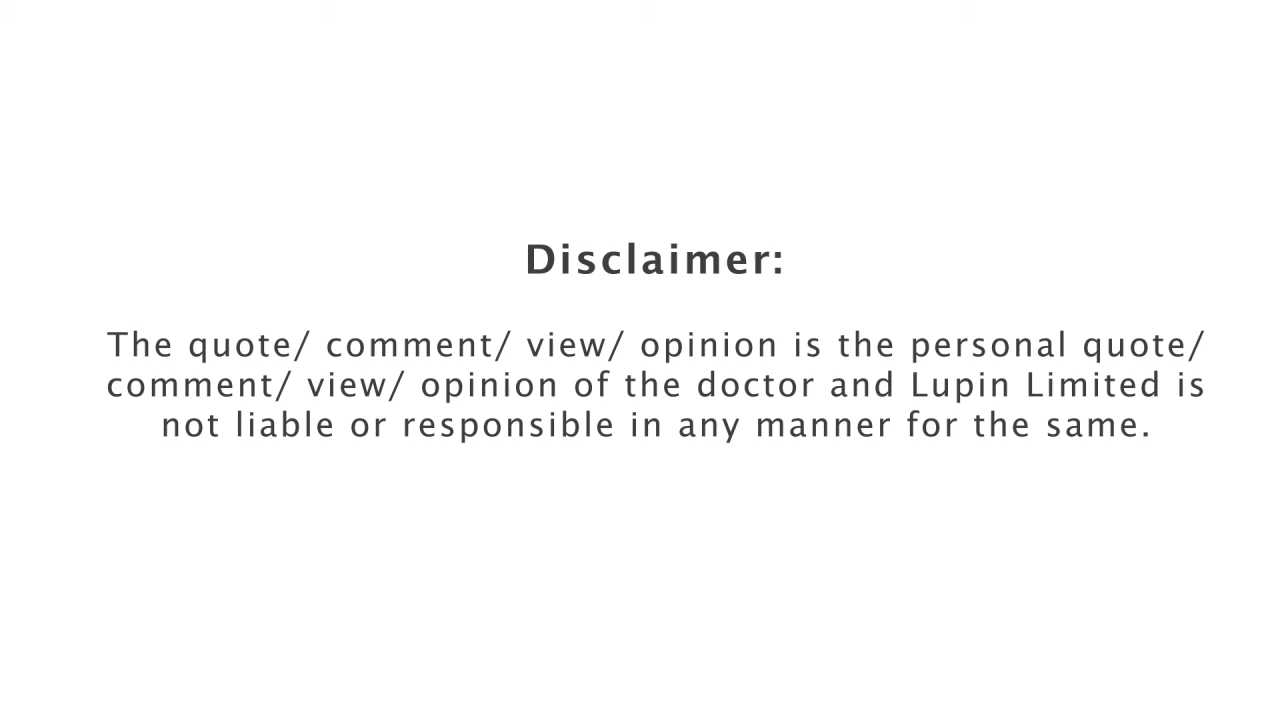 Disclaimer:
The quote/ comment/ view/ opinion is the personal quote/
comment/ view/ opinion of the doctor and Lupin Limited is
not liable or responsible in any manner for the same.